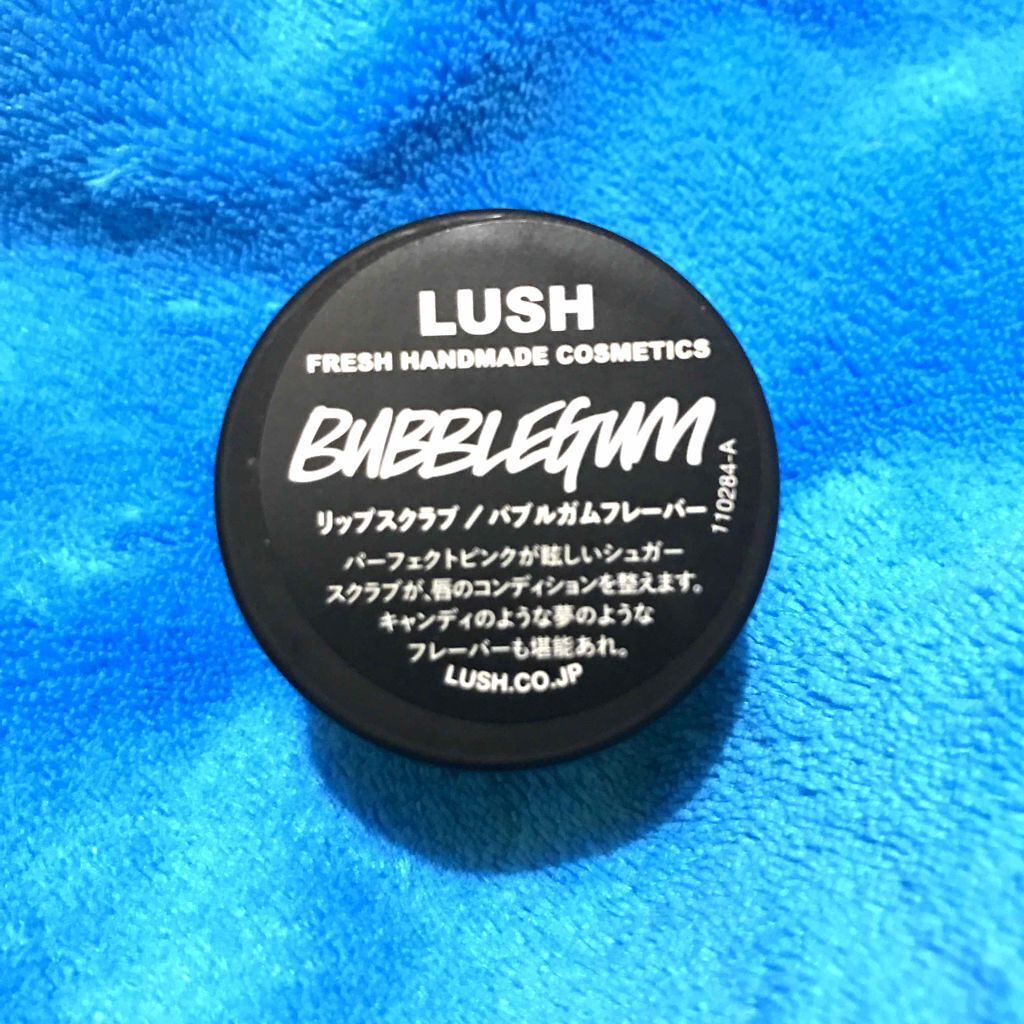 LUSH
FRESH HANDMADE COSMETICS
BUBBLEGUM
リップスクラブ / バブルガムフレーバー
110284-A
パーフェクトピンクが眩しいシュガー
スクラブが、唇のコンディションを整えます。
キャンディのような夢のような
フレーバーも堪能あれ。
LUSH.CO.JP